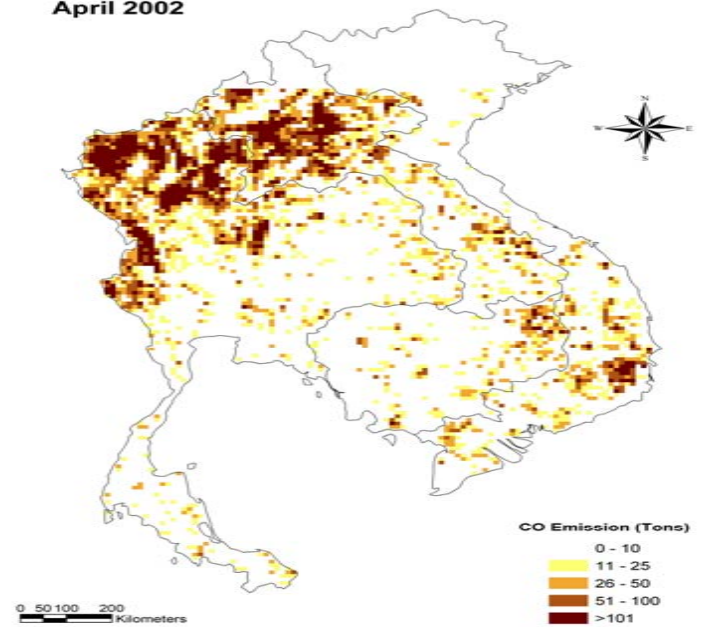 April 2002
N
W E
S
CO Emission (Tons)
0 - 10
11 - 25
26 - 50
51 - 100
>101
0 50 100 200
Kilometers